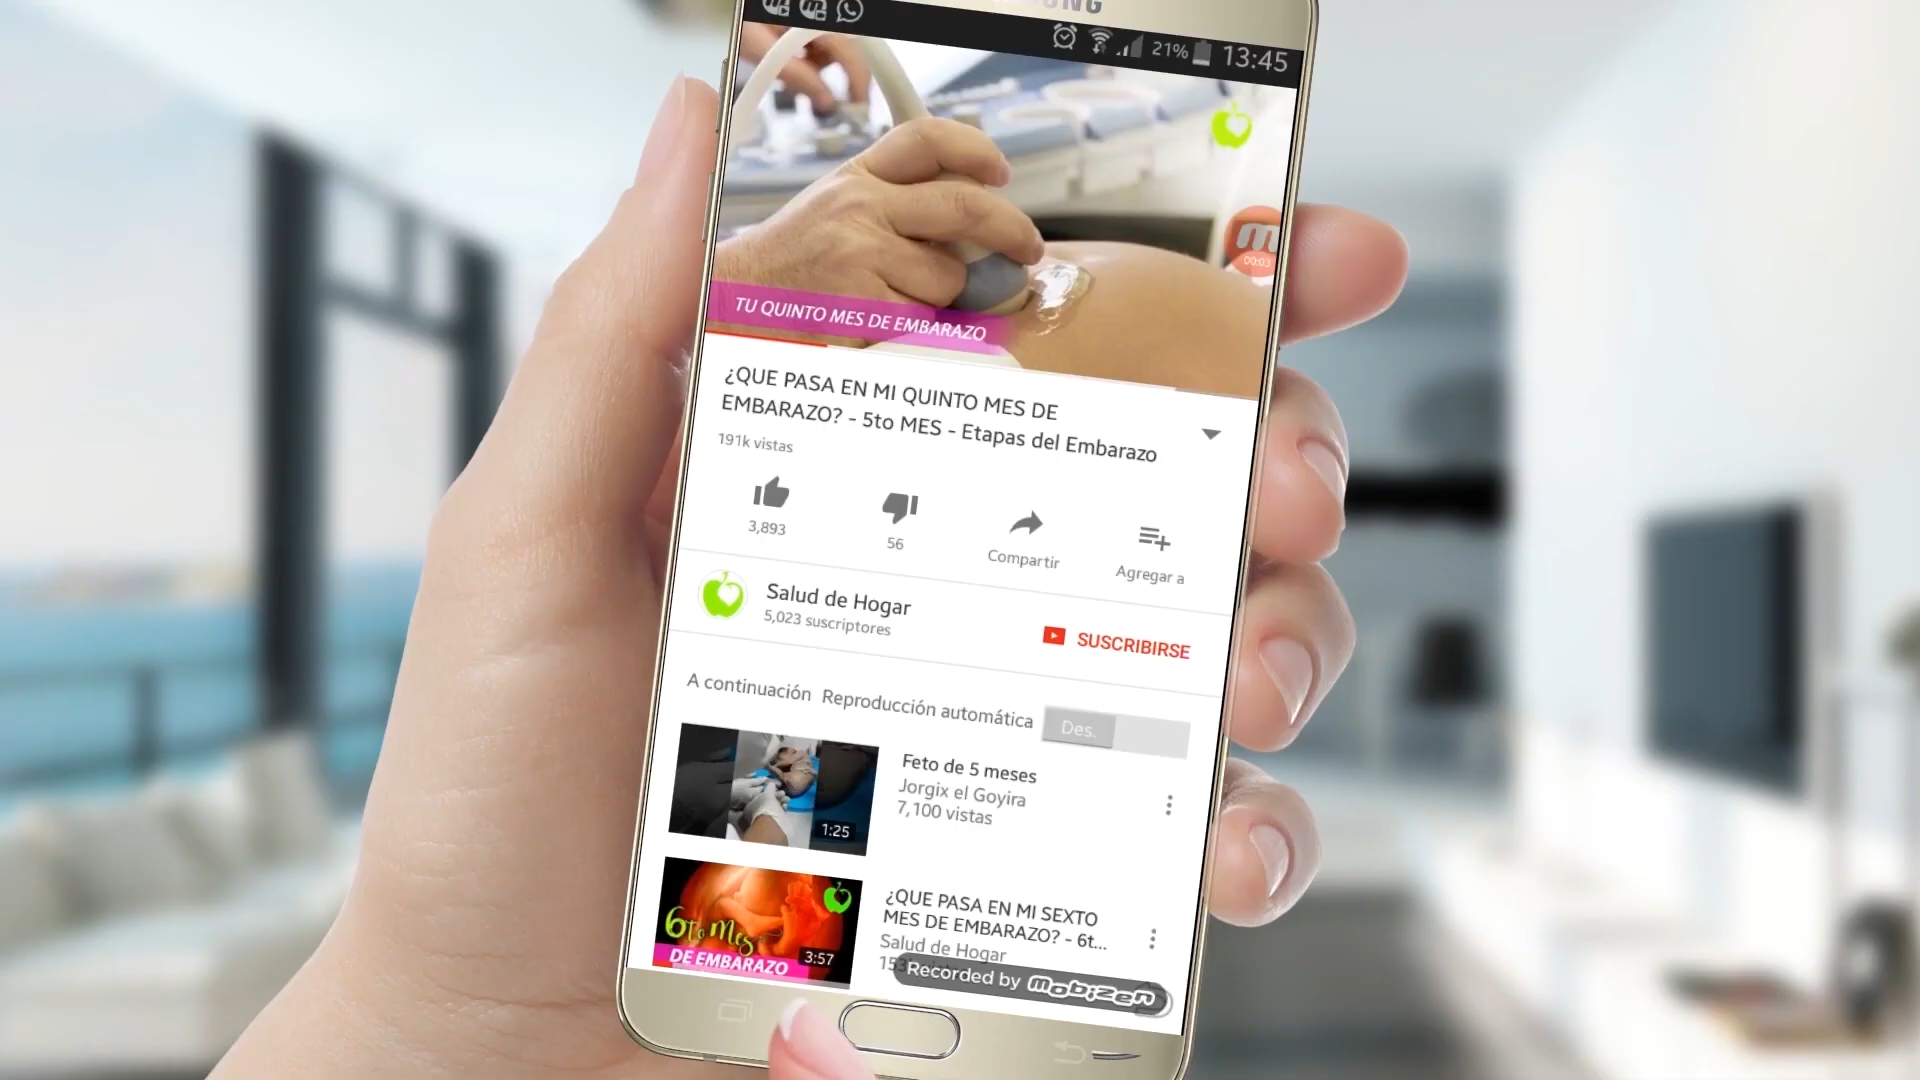 21% 13:45
00:03
TU QUINTO MES DE EMBARAZO
¿QUE PASA EN MI QUINTO MES DE
EMBARAZO? - 5to MES - Etapas del Embarazo
191k vistas
3,893
56
Compartir
Agregar a
Salud de Hogar
5,023 suscriptores
SUSCRIBIRSE
A continuación Reproducción automática
Des.
Feto de 5 meses
Jorgix el Goyira
7,100 vistas
1:25
¿QUE PASA EN MI SEXTO
MES DE EMBARAZO? - 6t...
Salud de Hogar
6to Mes
DE EMBARAZO
3:57
Recorded by Mobizen